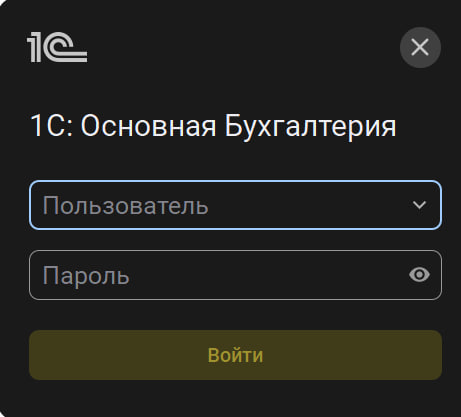 1С
1С: Основная Бухгалтерия
Пользователь
Пароль
Войти